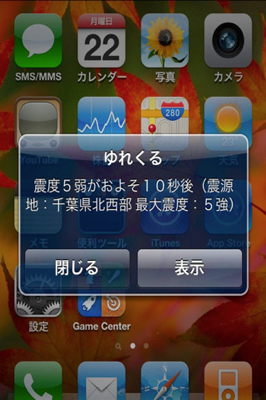 月曜日
22
280
SMS/MMS
カレンダー
写真
カメラ
YouTube
天気
ゆれくる
震度５弱がおよそ１０秒後（震源
地：千葉県北西部 最大震度：５強）
閉じる
表示
メモ
便利ツール
iTunes
App Store
設定
Game Center